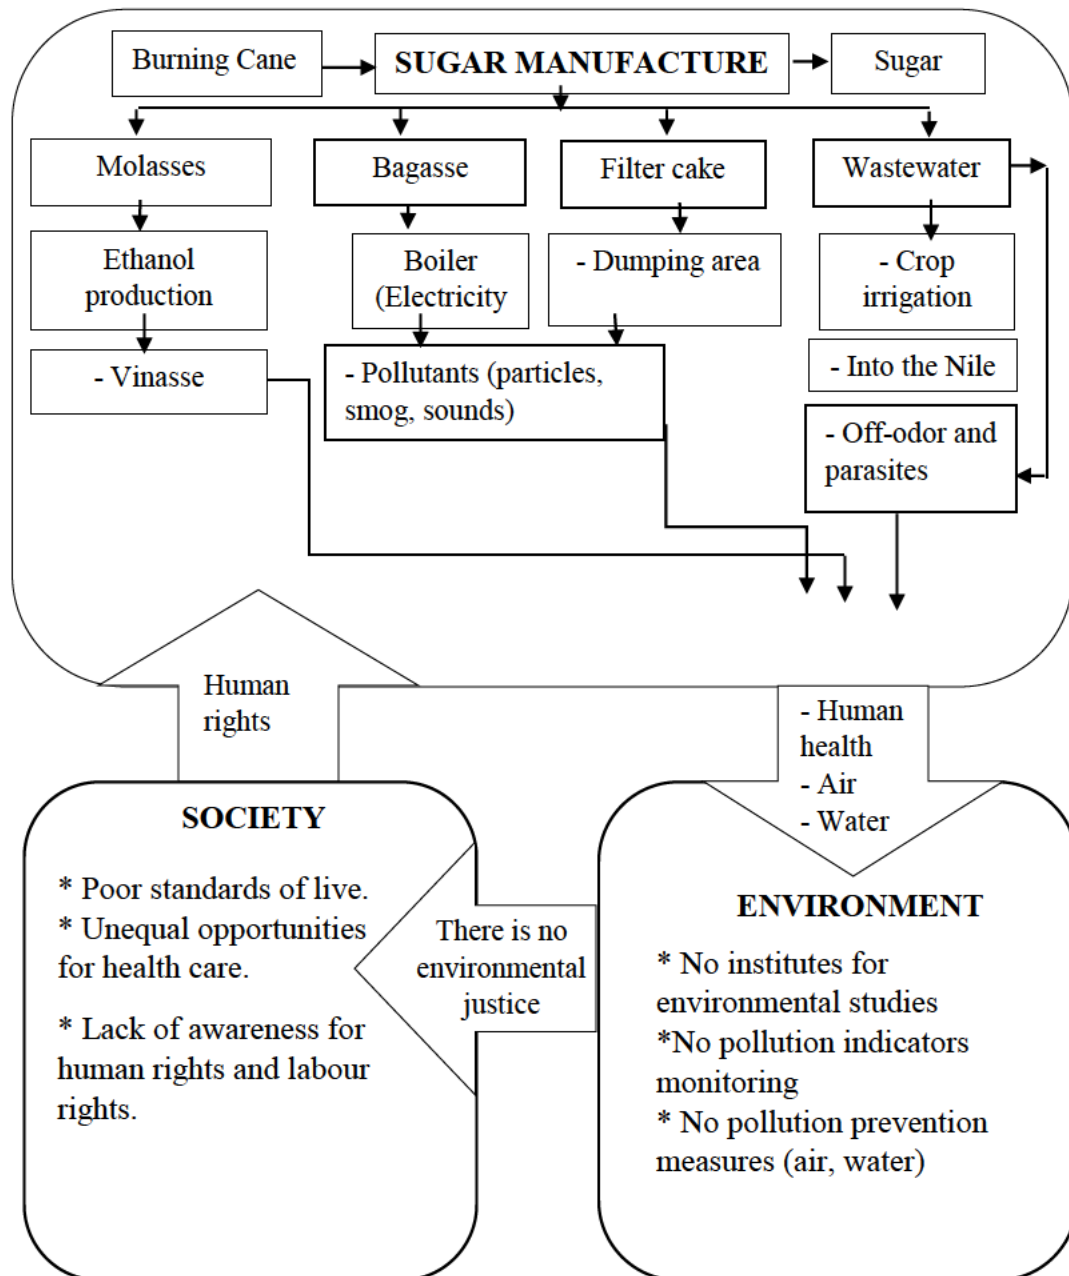 Burning Cane
SUGAR MANUFACTURE
Sugar
Molasses
Bagasse
Filter cake
Wastewater
Ethanol
production
Boiler
(Electricity
- Dumping area
- Crop
irrigation
- Vinasse
- Pollutants (particles,
smog, sounds)
- Into the Nile
- Off-odor and
parasites
Human
rights
- Human
health
- Air
- Water
SOCIETY
* Poor standards of live.
* Unequal opportunities
for health care.
* Lack of awareness for
human rights and labour
rights.
There is no
environmental
justice
ENVIRONMENT
* No institutes for
environmental studies
*No pollution indicators
monitoring
* No pollution prevention
measures (air, water)